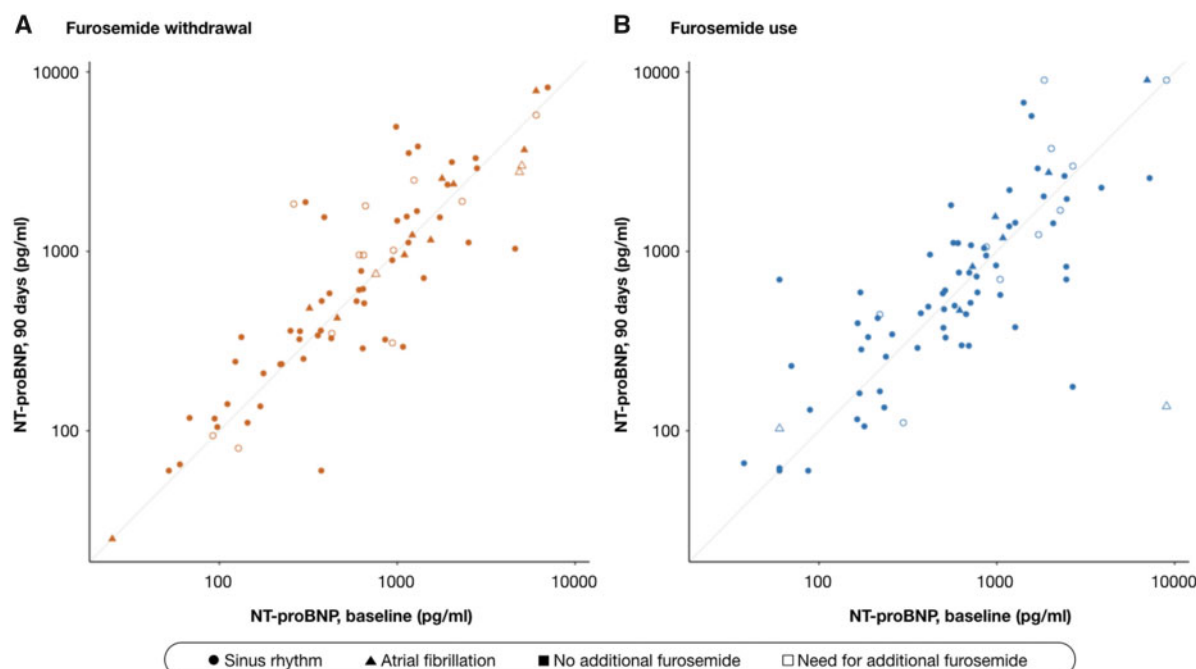 A Furosemide withdrawal
B Furosemide use
NT-proBNP, 90 days (pg/ml)
10000
1000
100
100 1000 10000
NT-proBNP, baseline (pg/ml)
NT-proBNP, 90 days (pg/ml)
10000
1000
100
100 1000 10000
NT-proBNP, baseline (pg/ml)
Sinus rhythm Atrial fibrillation No additional furosemide Need for additional furosemide